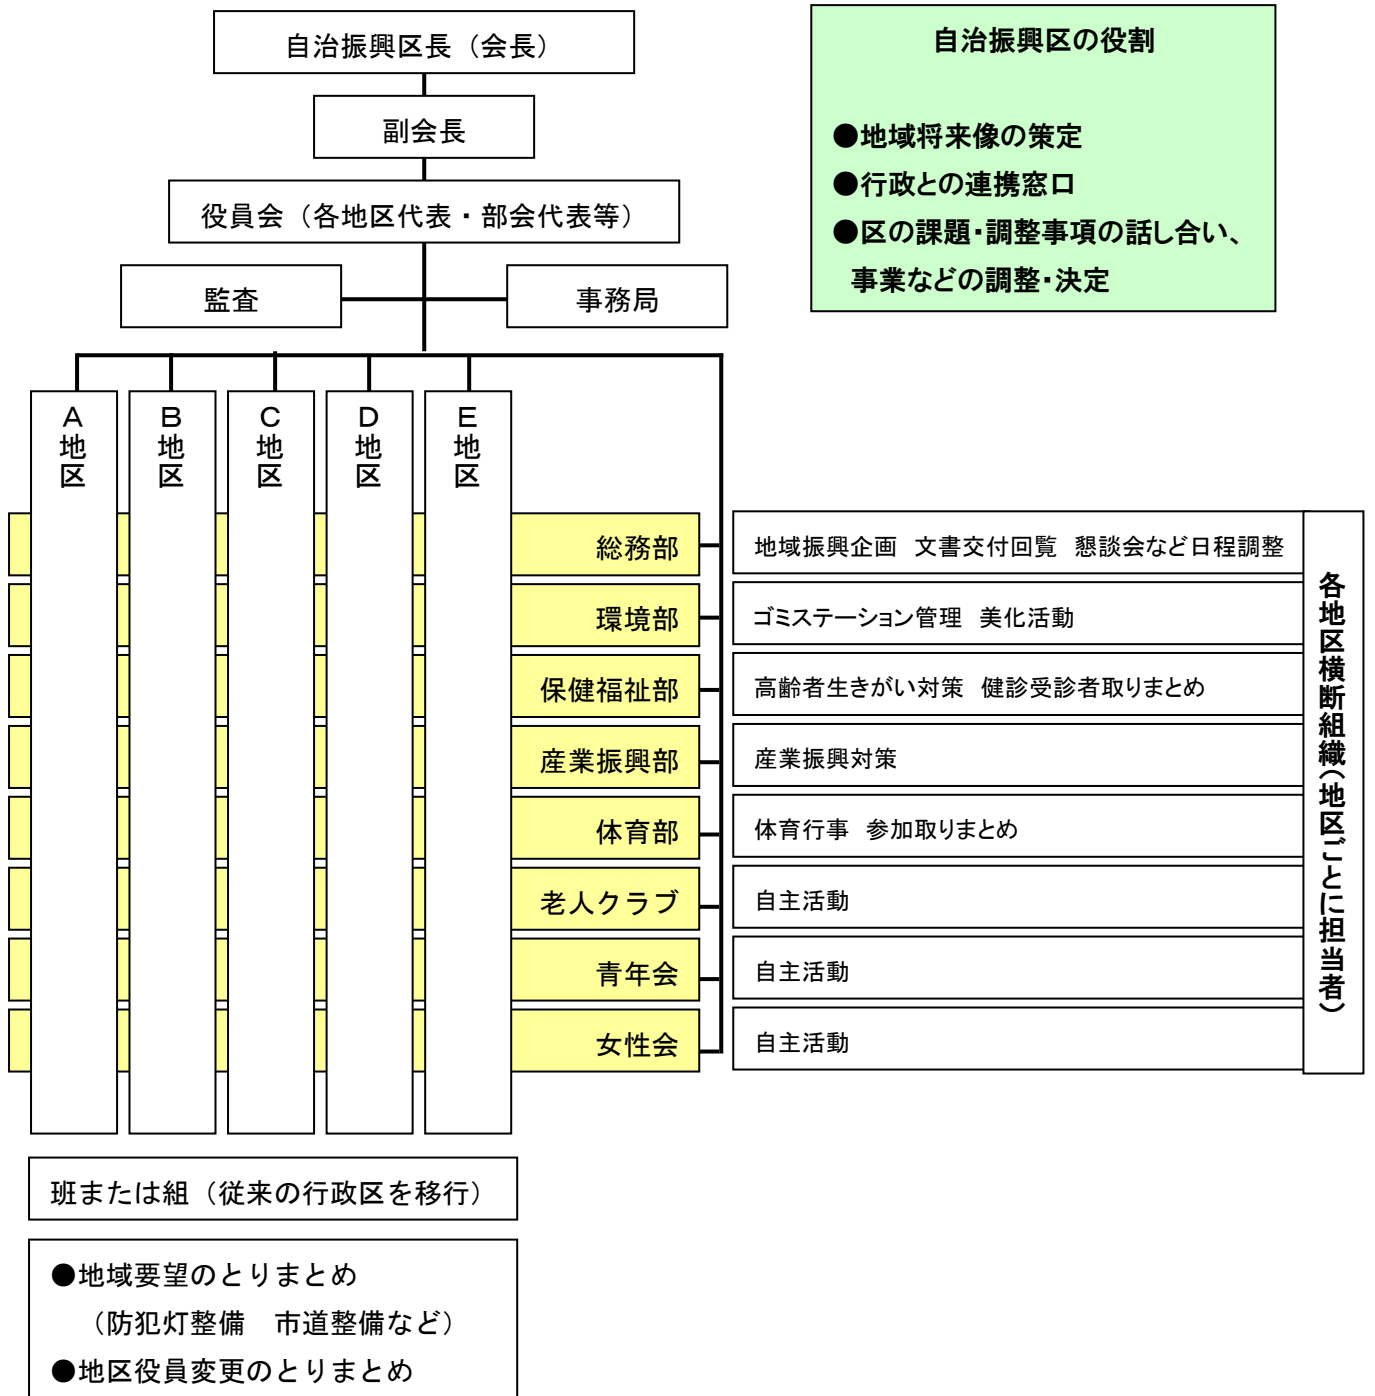 自治振興区長（会長）
副会長
役員会（各地区代表・部会代表等）
監査
事務局
自治振興区の役割
●地域将来像の策定
●行政との連携窓口
●区の課題・調整事項の話し合い、
事業などの調整・決定
A地区
B地区
C地区
D地区
E地区
総務部
地域振興企画　文書交付回覧　懇談会など日程調整
環境部
ゴミステーション管理　美化活動
保健福祉部
高齢者生きがい対策　健診受診者取りまとめ
産業振興部
産業振興対策
体育部
体育行事　参加取りまとめ
老人クラブ
自主活動
青年会
自主活動
女性会
自主活動
各地区横断組織（地区ごとに担当者）
班または組（従来の行政区を移行）
●地域要望のとりまとめ
（防犯灯整備　市道整備など）
●地区役員変更のとりまとめ